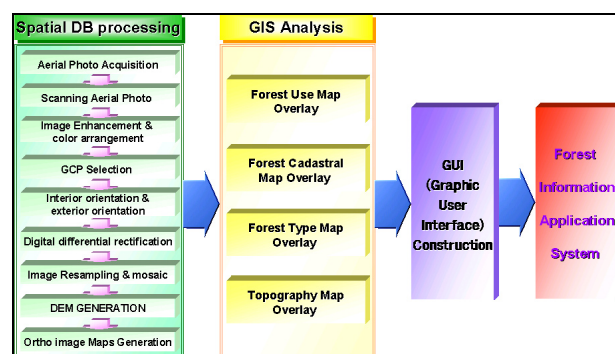 Spatial DB processing
Aerial Photo Acquisition
Scanning Aerial Photo
Image Enhancement &
color arrangement
GCP Selection
Interior orientation &
exterior orientation
Digital differential rectification
Image Resampling & mosaic
DEM GENERATION
Ortho image Maps Generation
GIS Analysis
Forest Use Map
Overlay
Forest Cadastral
Map Overlay
Forest Type Map
Overlay
Topography Map
Overlay
GUI
(Graphic
User
Interface)
Construction
Forest
Information
Application
System